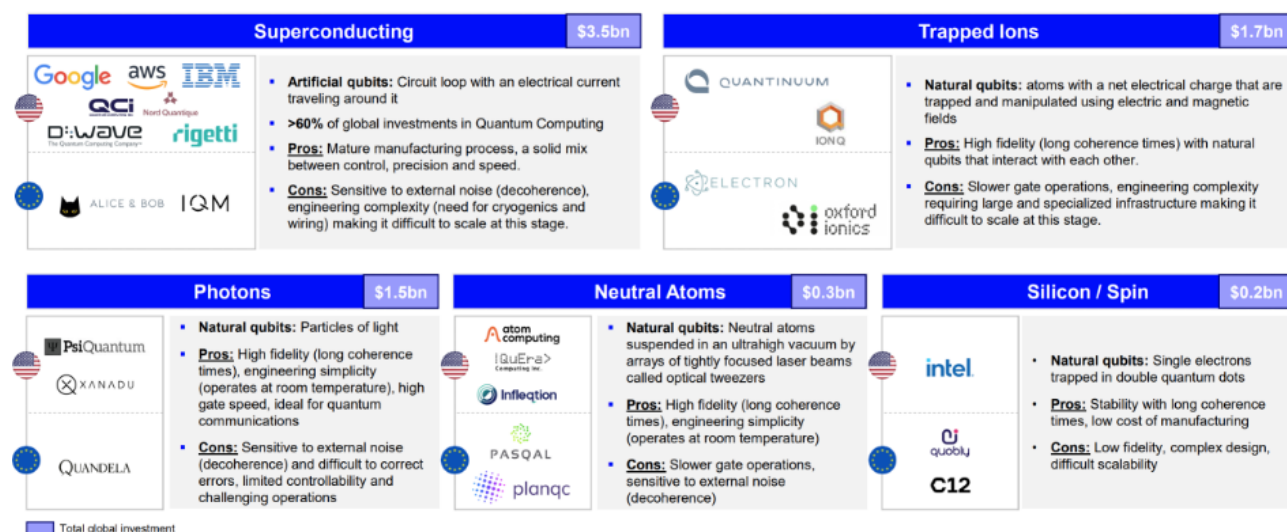 Superconducting
$3.5bn
Google
aws
IBM
QCi
Nord Quantique
D:wave
The Quantum Computing Company
rigetti
ALICE & BOB
IQM
Artificial qubits: Circuit loop with an electrical current
traveling around it
>60% of global investments in Quantum Computing
Pros: Mature manufacturing process, a solid mix
between control, precision and speed.
Cons: Sensitive to external noise (decoherence),
engineering complexity (need for cryogenics and
wiring) making it difficult to scale at this stage.
Trapped Ions
$1.7bn
QUANTINUUM
IONQ
ELECTRON
oxford
ionics
Natural qubits: atoms with a net electrical charge that are
trapped and manipulated using electric and magnetic
fields
Pros: High fidelity (long coherence times) with natural
qubits that interact with each other.
Cons: Slower gate operations, engineering complexity
requiring large and specialized infrastructure making it
difficult to scale at this stage.
Photons
$1.5bn
PsiQuantum
XANADU
QUANDELA
Natural qubits: Particles of light
Pros: High fidelity (long coherence
times), engineering simplicity
(operates at room temperature), high
gate speed, ideal for quantum
communications
Cons: Sensitive to external noise
(decoherence) and difficult to correct
errors, limited controllability and
challenging operations
Neutral Atoms
$0.3bn
atom
computing
|QuEra>
Computing Inc.
Infleqtion
PASQAL
planqc
Natural qubits: Neutral atoms
suspended in an ultrahigh vacuum by
arrays of tightly focused laser beams
called optical tweezers
Pros: High fidelity (long coherence
times), engineering simplicity
(operates at room temperature)
Cons: Slower gate operations,
sensitive to external noise
(decoherence)
Silicon / Spin
$0.2bn
intel
quobly
C12
Natural qubits: Single electrons
trapped in double quantum dots
Pros: Stability with long coherence
times, low cost of manufacturing
Cons: Low fidelity, complex design,
difficult scalability
Total global investment